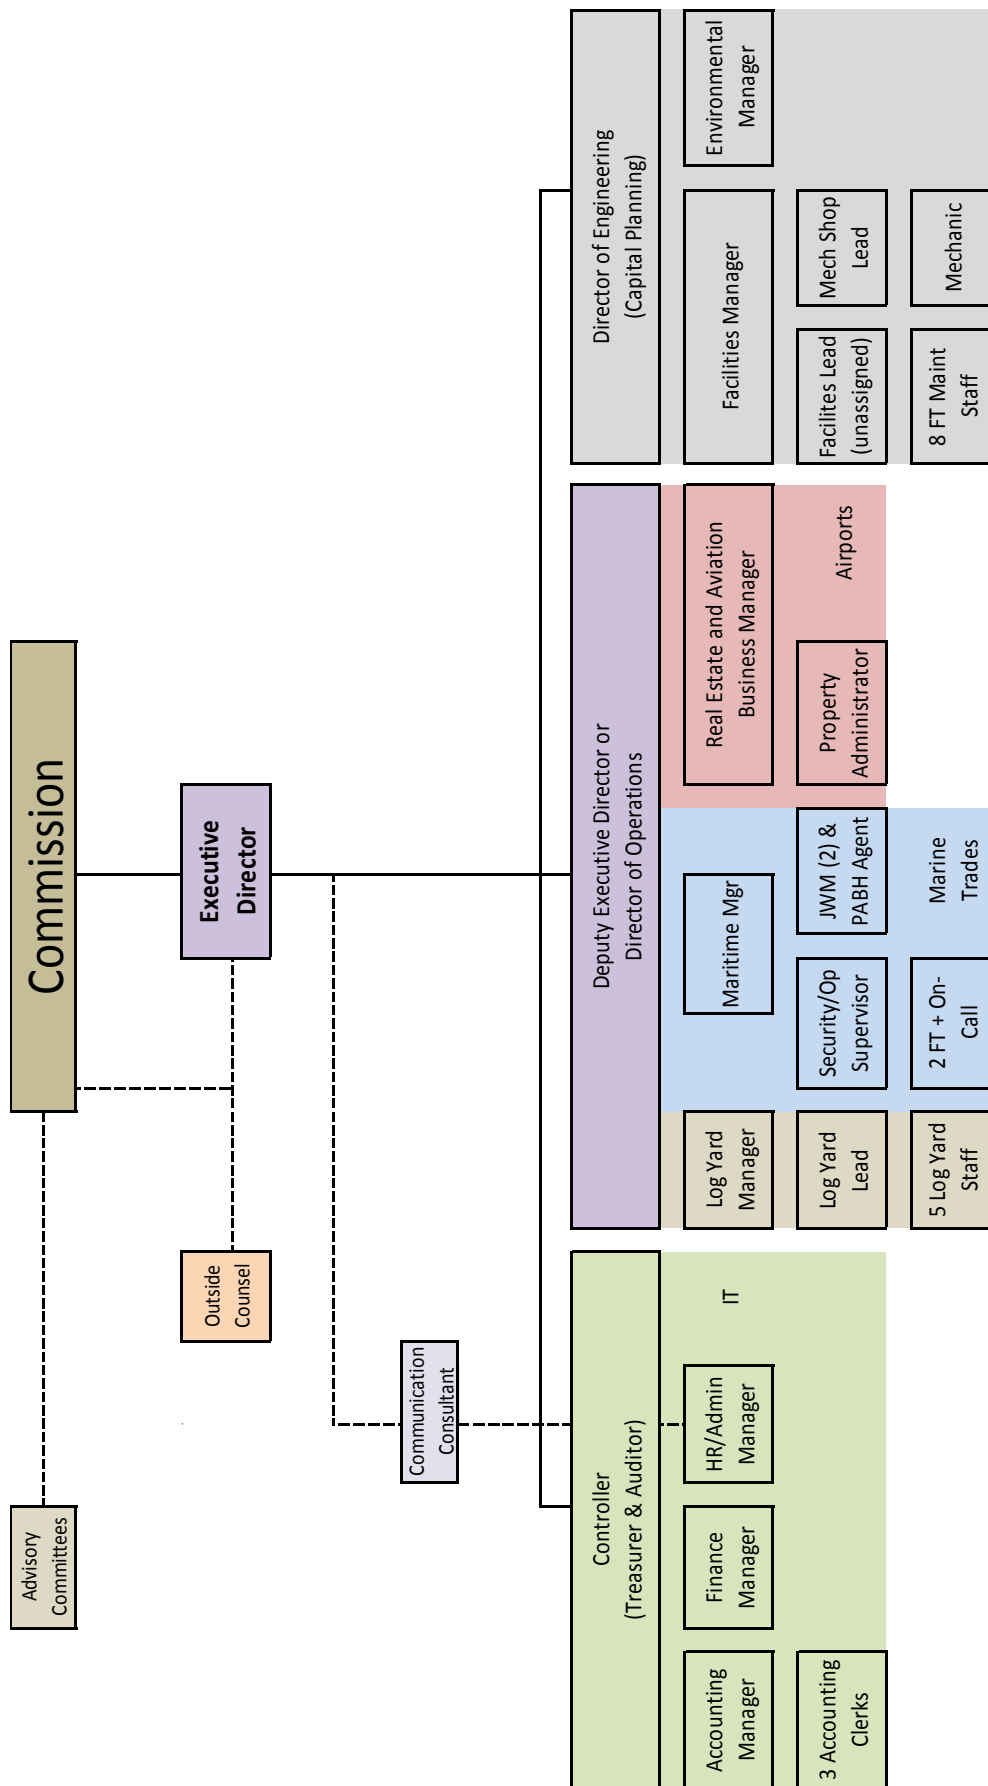 Commission
Advisory
Committees
Executive
Director
Outside
Counsel
Communication
Consultant
Controller
(Treasurer & Auditor)
Deputy Executive Director or
Director of Operations
Director of Engineering
(Capital Planning)
Accounting
Manager
Finance
Manager
HR/Admin
Manager
IT
Log Yard
Manager
Maritime Mgr
Real Estate and Aviation
Business Manager
Facilities Manager
Environmental
Manager
3 Accounting
Clerks
Log Yard
Lead
Security/Op
Supervisor
JWM (2) &
PABH Agent
Property
Administrator
Airports
Facilites Lead
(unassigned)
Mech Shop
Lead
5 Log Yard
Staff
2 FT + On-
Call
Marine
Trades
8 FT Maint
Staff
Mechanic